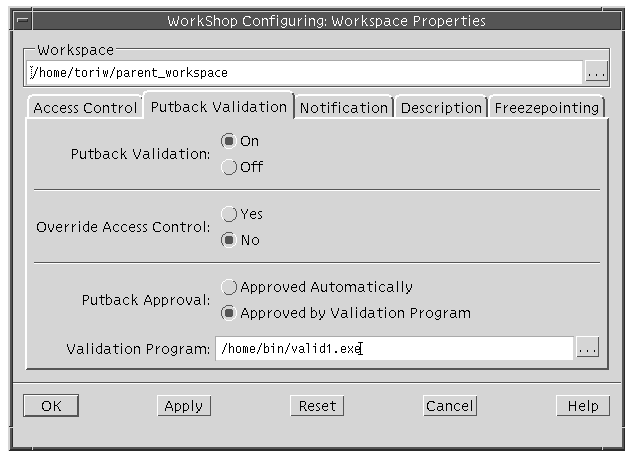 WorkShop Configuring: Workspace Properties
Workspace
/home/toriw/parent_workspace ...
Access Control Putback Validation Notification Description Freezepointing
Putback Validation: On
Off
Override Access Control: Yes
No
Putback Approval: Approved Automatically
Approved by Validation Program
Validation Program: /home/bin/valid1.exe ...
OK Apply Reset Cancel Help